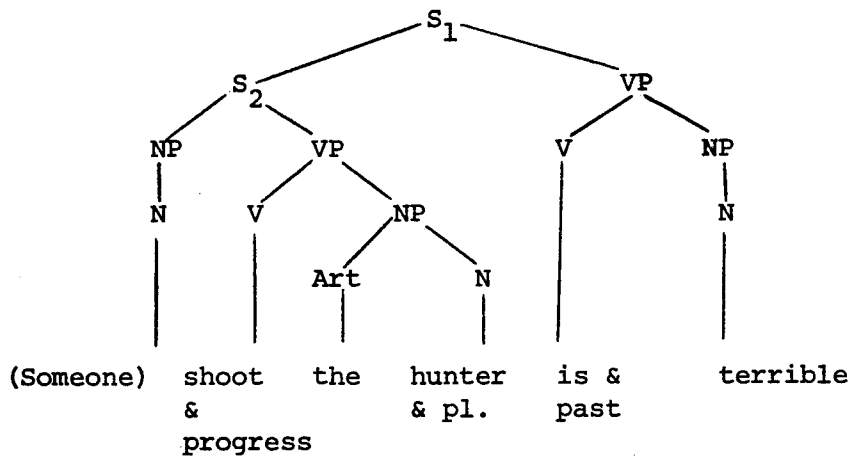 S1
S2 VP
NP VP V NP
N V NP N
Art N
(Someone) shoot the hunter is & terrible
& & pl. past
progress